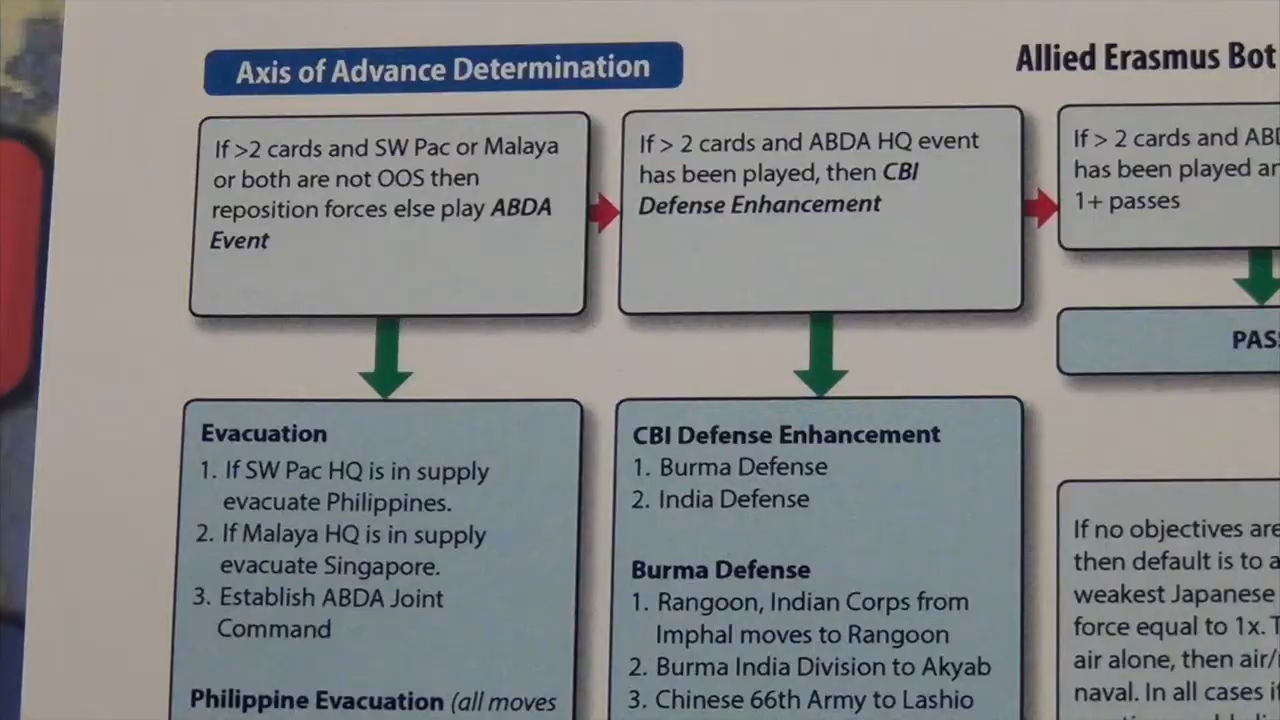 Axis of Advance Determination
Allied Erasmus Bot
If >2 cards and SW Pac or Malaya
or both are not OOS then
reposition forces else play ABDA
Event
If > 2 cards and ABDA HQ event
has been played, then CBI
Defense Enhancement
If > 2 cards and
has been played
1+ passes
Evacuation
1. If SW Pac HQ is in supply
evacuate Philippines.
2. If Malaya HQ is in supply
evacuate Singapore.
3. Establish ABDA Joint
Command
Philippine Evacuation (all moves
CBI Defense Enhancement
1. Burma Defense
2. India Defense
Burma Defense
1. Rangoon, Indian Corps from
Imphal moves to Rangoon
2. Burma India Division to Akyab
3. Chinese 66th Army to Lashio
If no objectives are
then default is to
weakest Japanese
force equal to 1x.
air alone, then air/
naval. In all cases